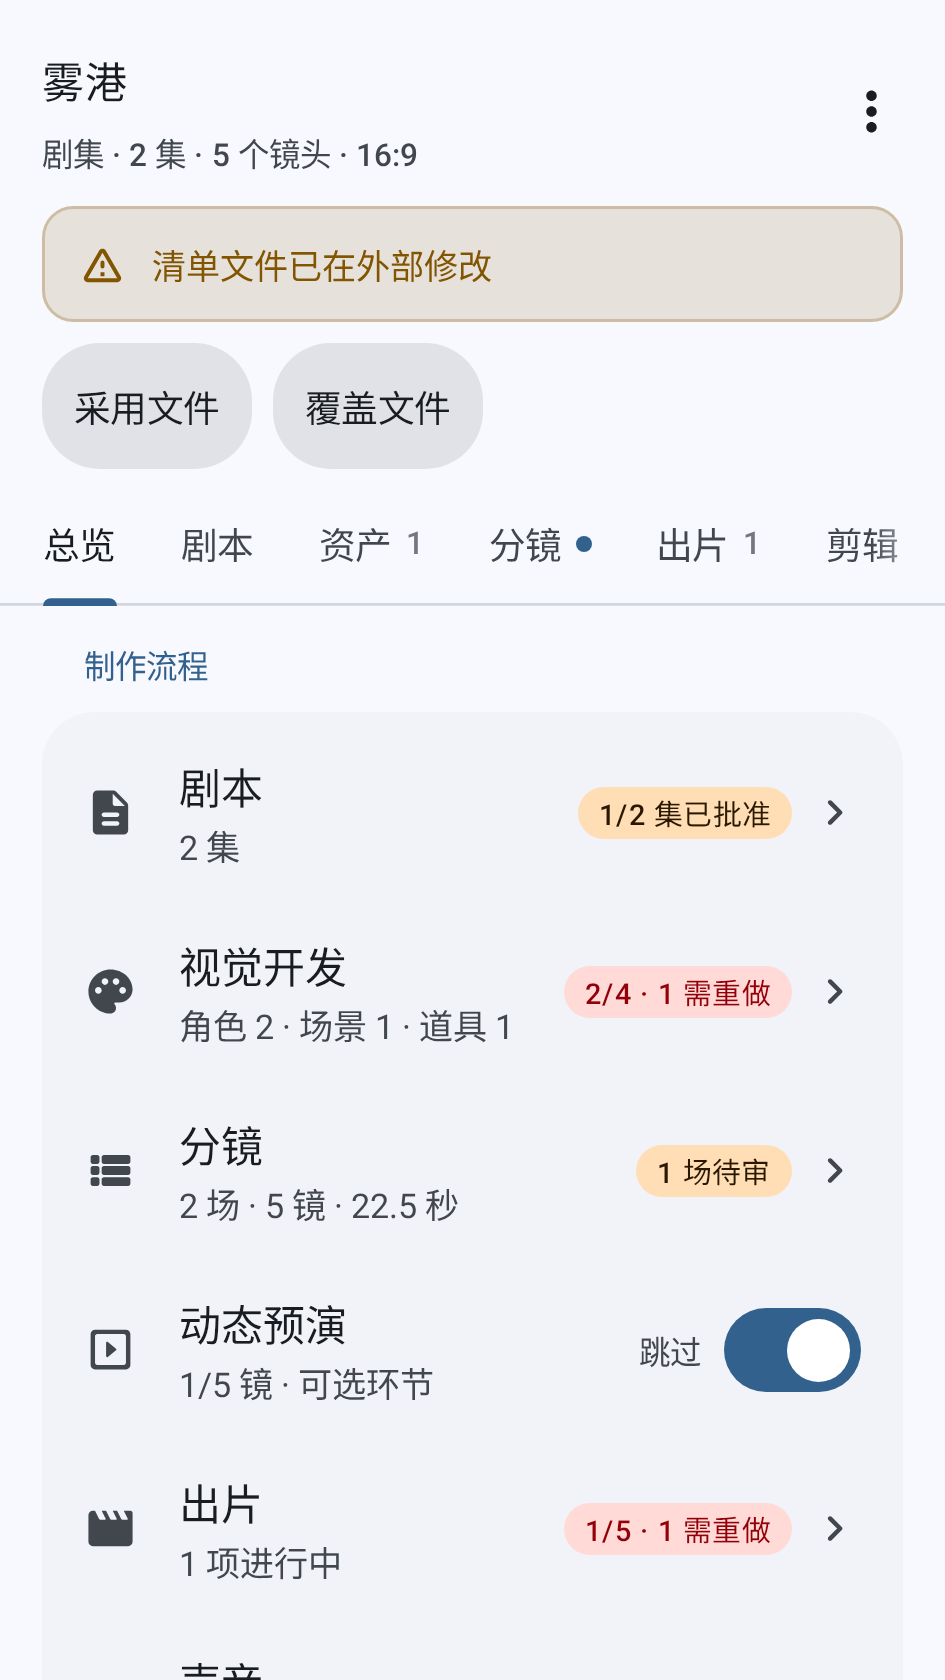 雾港
剧集 · 2 集 · 5 个镜头 · 16:9
清单文件已在外部修改
采用文件 覆盖文件
总览 剧本 资产 1 分镜 出片 1 剪辑
制作流程
剧本
2 集
1/2 集已批准
视觉开发
角色 2 · 场景 1 · 道具 1
2/4 · 1 需重做
分镜
2 场 · 5 镜 · 22.5 秒
1 场待审
动态预演
1/5 镜 · 可选环节
跳过
出片
1 项进行中
1/5 · 1 需重做
声音